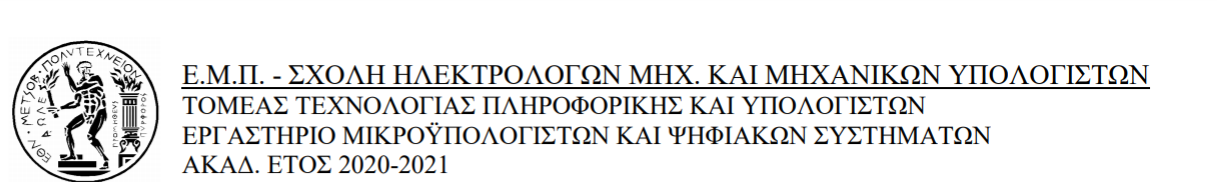 Ε.Μ.Π. - ΣΧΟΛΗ ΗΛΕΚΤΡΟΛΟΓΩΝ ΜΗΧ. ΚΑΙ ΜΗΧΑΝΙΚΩΝ ΥΠΟΛΟΓΙΣΤΩΝ
ΤΟΜΕΑΣ ΤΕΧΝΟΛΟΓΙΑΣ ΠΛΗΡΟΦΟΡΙΚΗΣ ΚΑΙ ΥΠΟΛΟΓΙΣΤΩΝ
ΕΡΓΑΣΤΗΡΙΟ ΜΙΚΡΟΫΠΟΛΟΓΙΣΤΩΝ ΚΑΙ ΨΗΦΙΑΚΩΝ ΣΥΣΤΗΜΑΤΩΝ
ΑΚΑΔ. ΕΤΟΣ 2020-2021